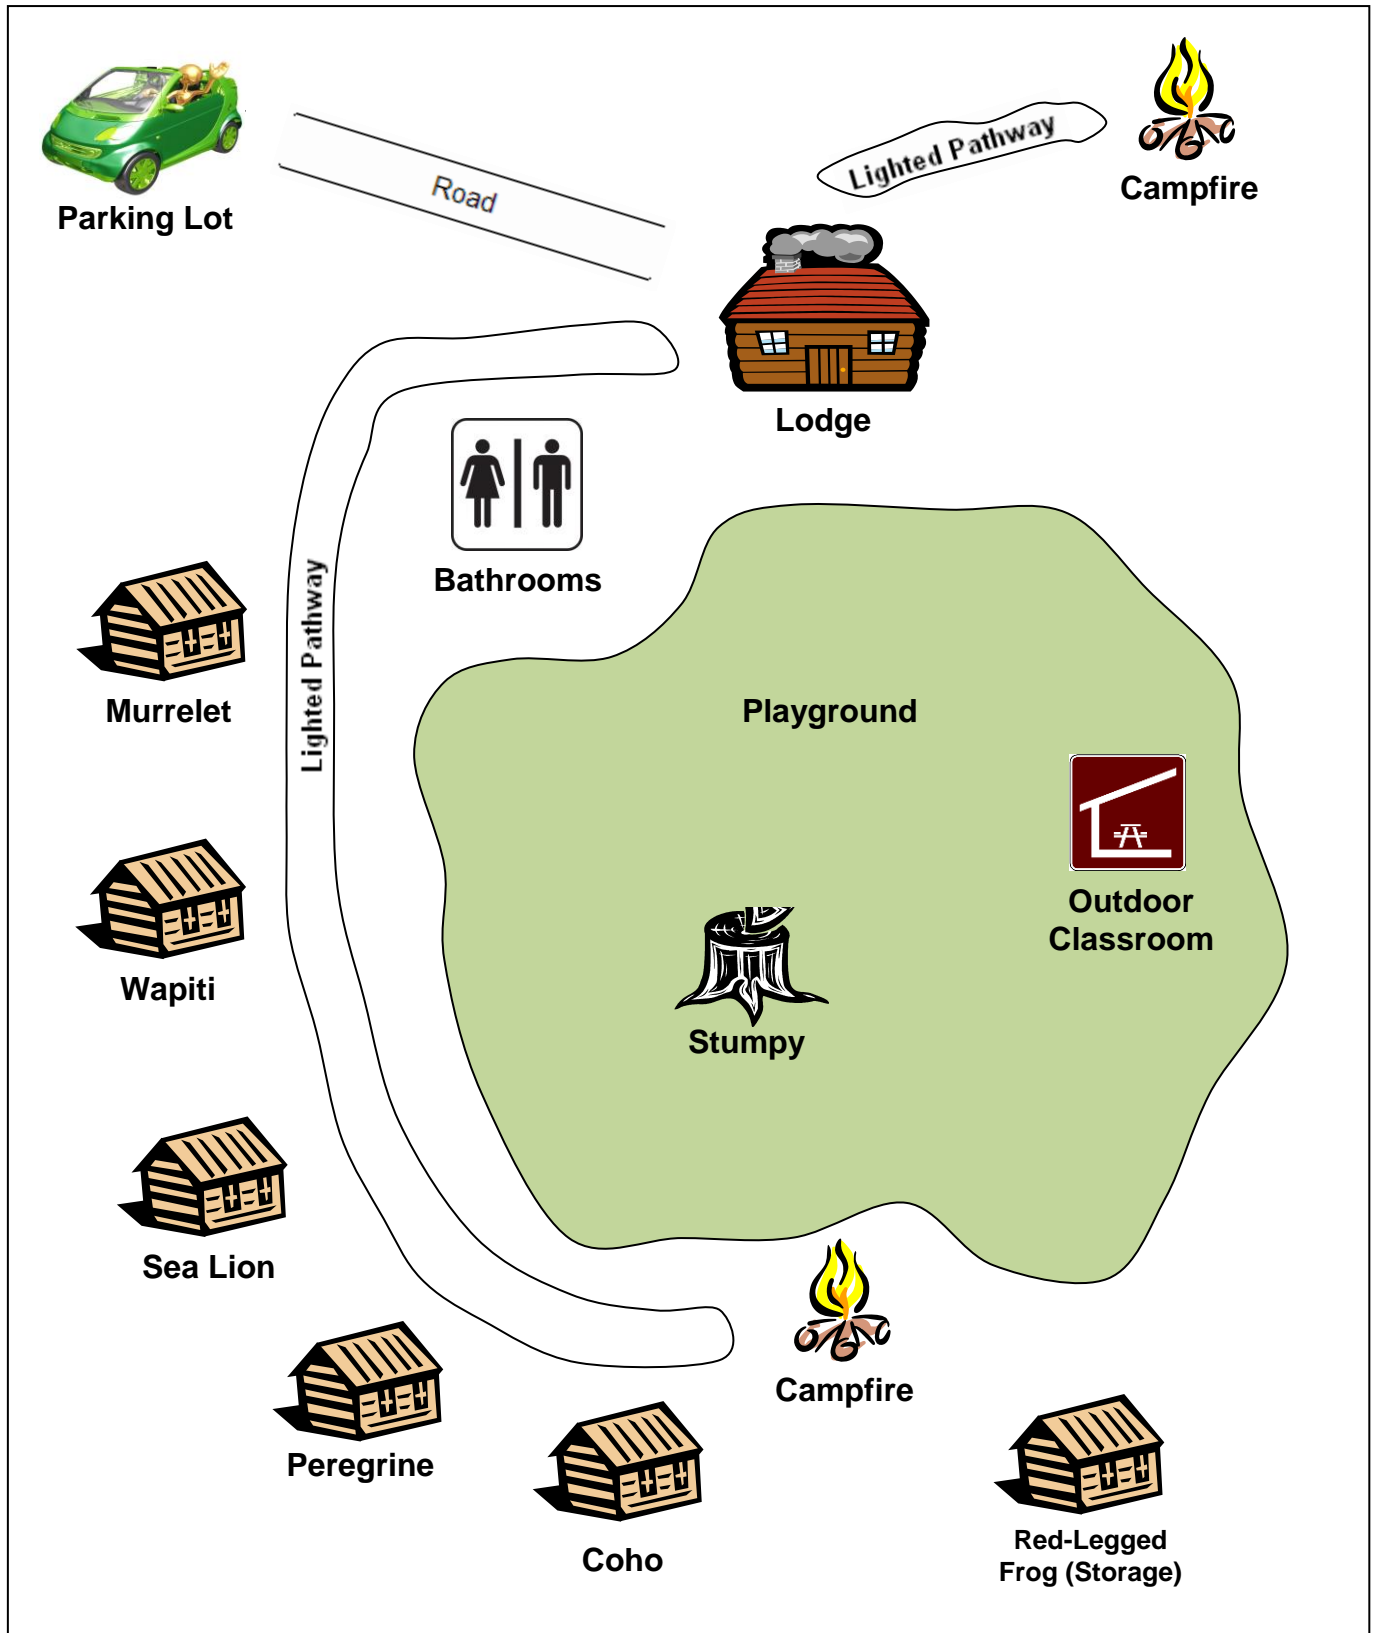 Parking Lot
Road
Lighted Pathway
Campfire
Lodge
Bathrooms
Lighted Pathway
Murrelet
Playground
Outdoor
Classroom
Wapiti
Stumpy
Sea Lion
Campfire
Peregrine
Coho
Red-Legged
Frog (Storage)